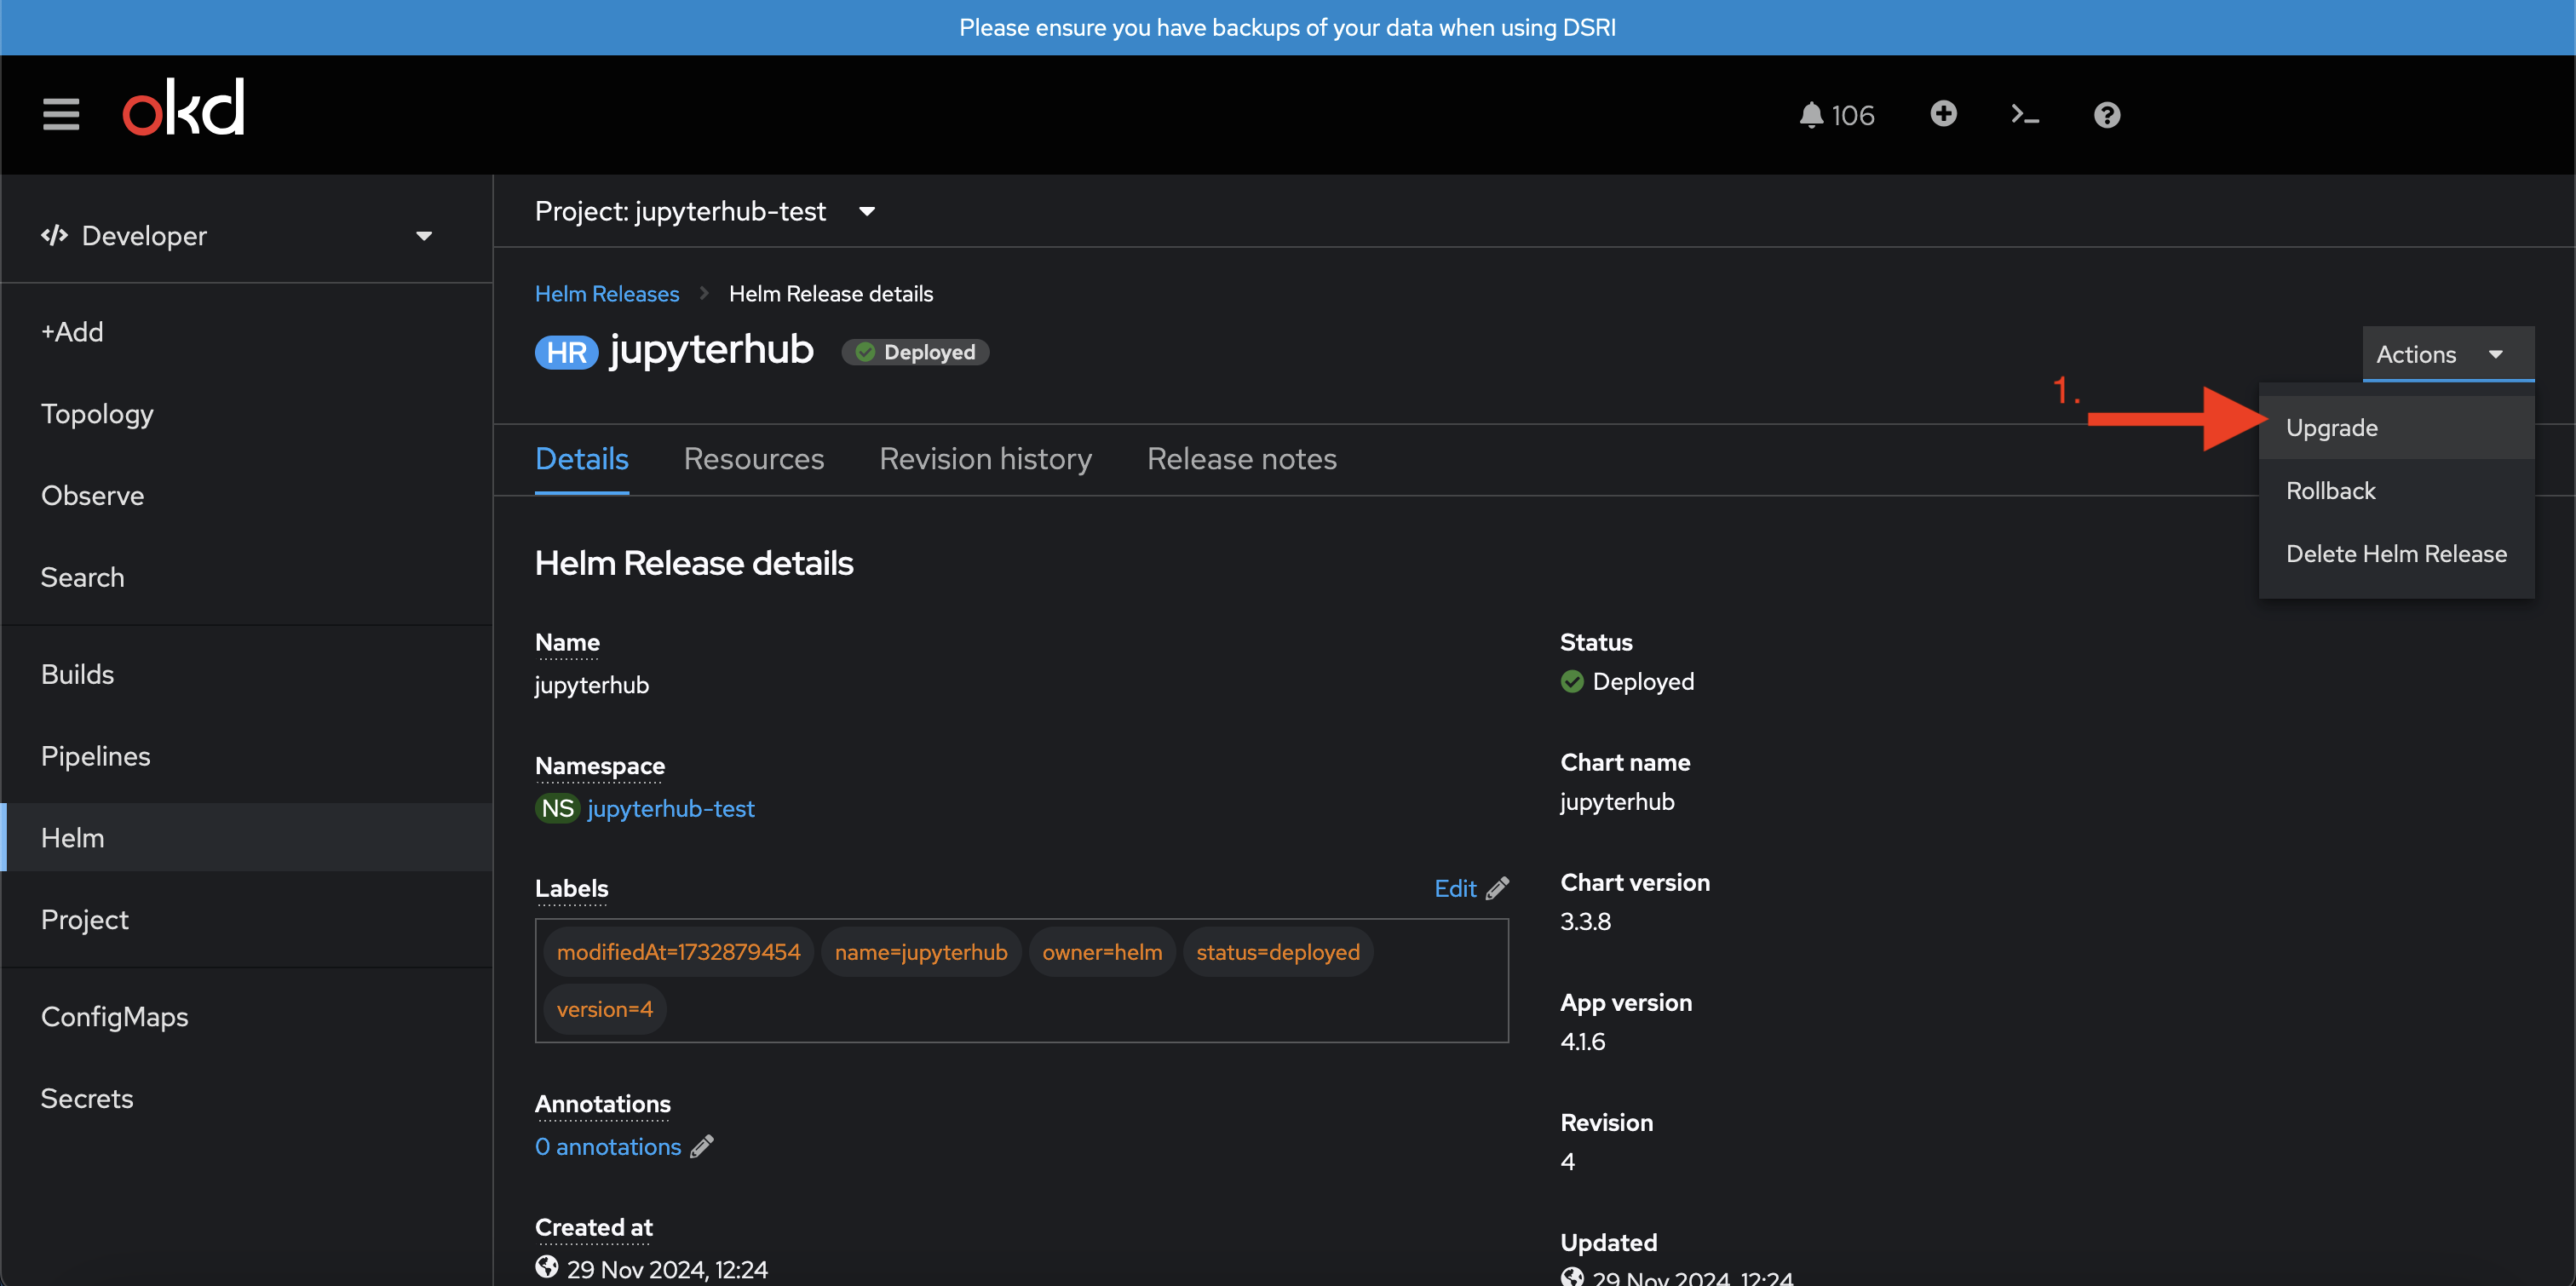 Please ensure you have backups of your data when using DSRI
okd
106
Developer
+Add
Topology
Observe
Search
Builds
Pipelines
Helm
Project
ConfigMaps
Secrets
Project: jupyterhub-test
Helm Releases > Helm Release details
HR jupyterhub Deployed
Actions
1.
Upgrade
Rollback
Delete Helm Release
Details Resources Revision history Release notes
Helm Release details
Name
jupyterhub
Namespace
NS jupyterhub-test
Labels
Edit
modifiedAt=1732879454 name=jupyterhub owner=helm status=deployed
version=4
Annotations
0 annotations
Created at
29 Nov 2024, 12:24
Status
Deployed
Chart name
jupyterhub
Chart version
3.3.8
App version
4.1.6
Revision
4
Updated
29 Nov 2024, 12:24